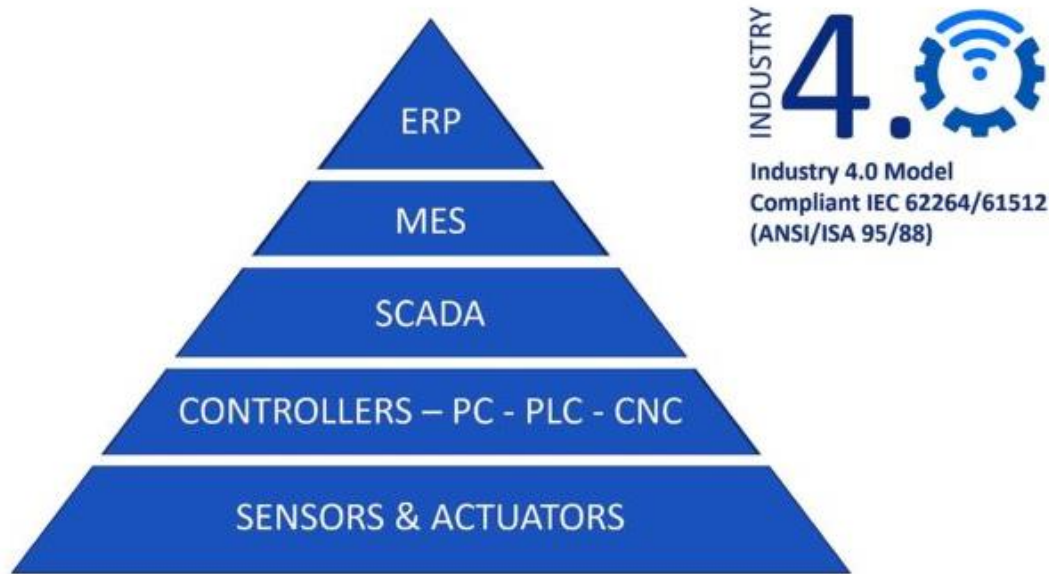 ERP
MES
SCADA
CONTROLLERS – PC - PLC - CNC
SENSORS & ACTUATORS
INDUSTRY
4.0
Industry 4.0 Model
Compliant IEC 62264/61512
(ANSI/ISA 95/88)